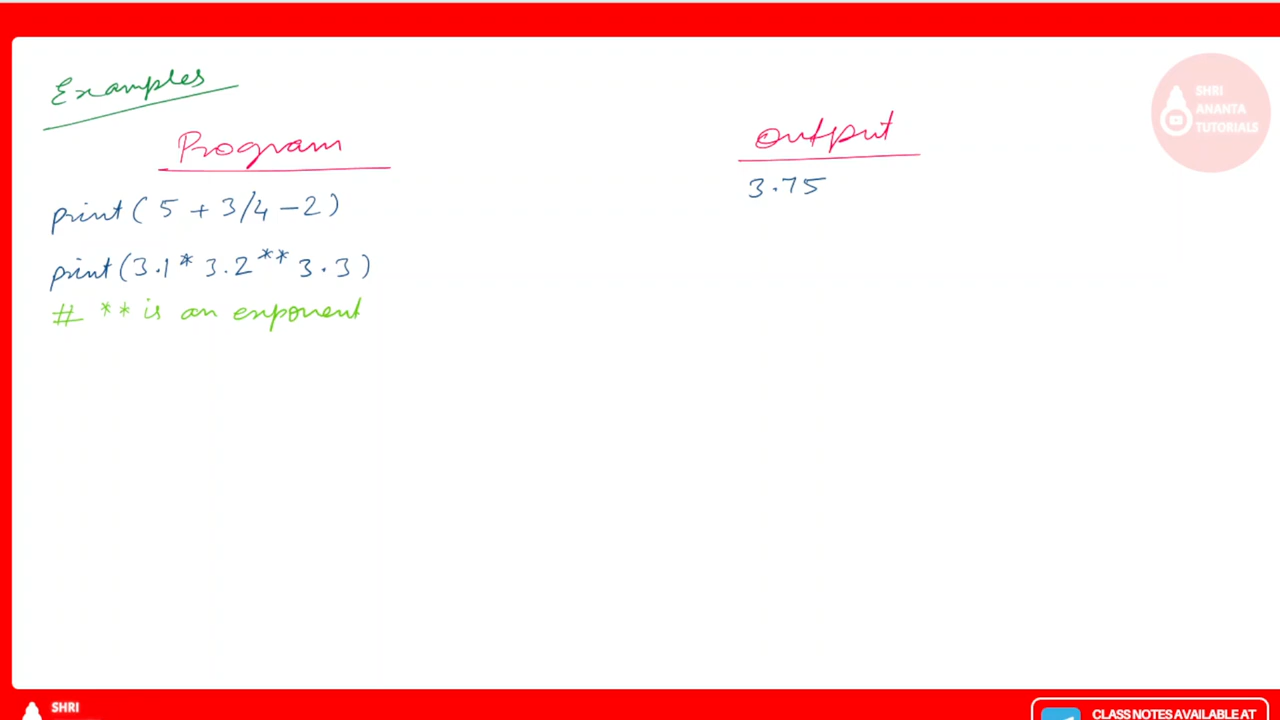 Examples
Program
Output
print(5 + 3/4 - 2)
3.75
print(3.1 * 3.2 ** 3.3)
# ** is an exponent
SHRI
ANANTA
TUTORIALS
SHRI
CLASS NOTES AVAILABLE AT